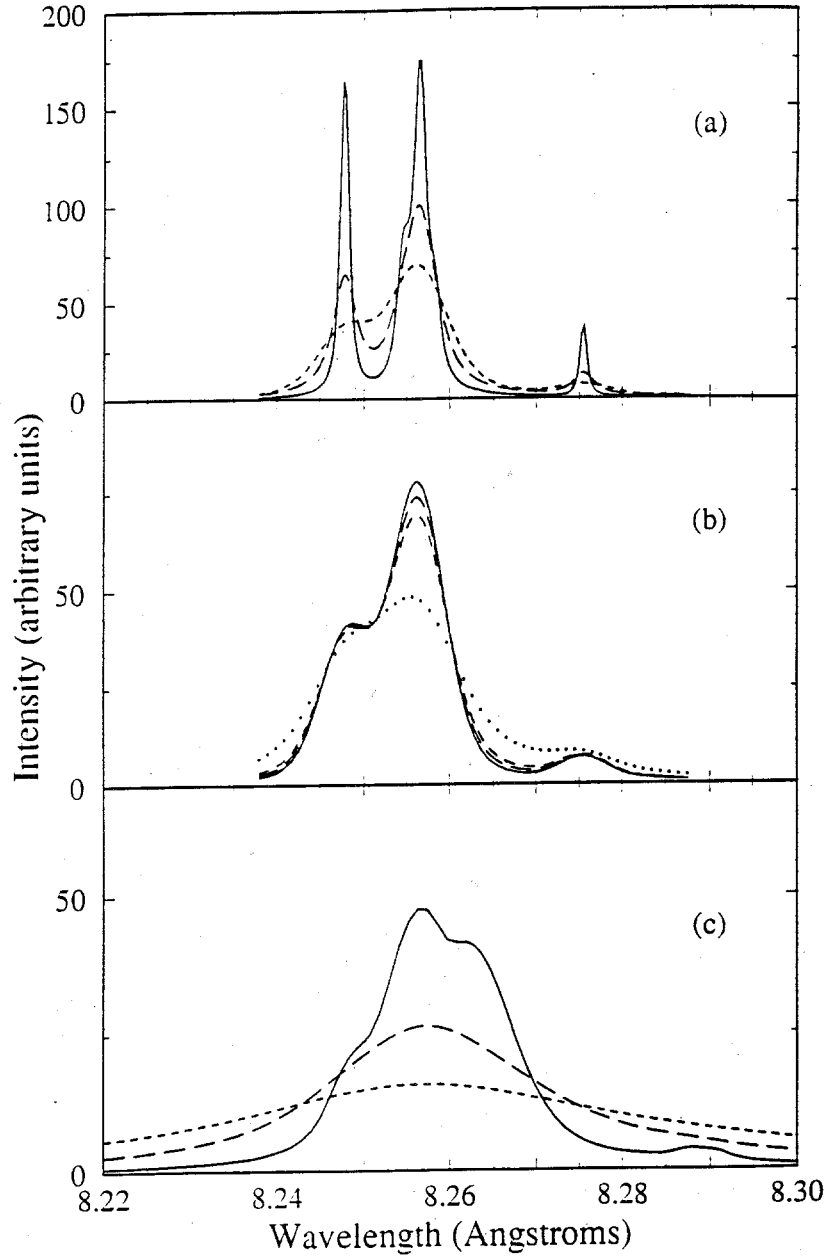 200
150
(a)
100
50
0
(b)
50
0
Intensity (arbitrary units)
50
(c)
0
8.22
8.24
8.26
8.28
8.30
Wavelength (Angstroms)